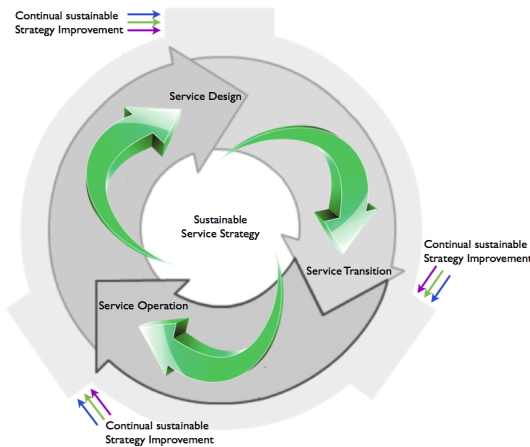 Continual sustainable
Strategy Improvement
Service Design
Sustainable
Service Strategy
Continual sustainable
Strategy Improvement
Service Transition
Service Operation
Continual sustainable
Strategy Improvement